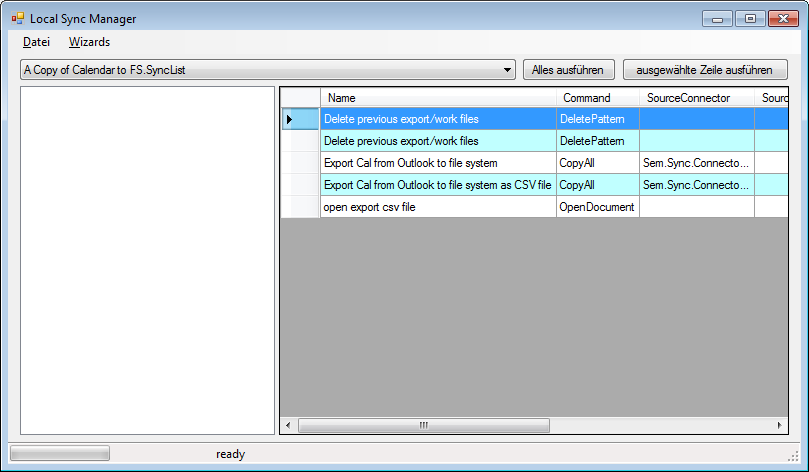 Local Sync Manager
Datei Wizards
A Copy of Calendar to FS.SyncList Alles ausführen ausgewählte Zeile ausführen
Name Command SourceConnector Sourc
Delete previous export/work files DeletePattern
Delete previous export/work files DeletePattern
Export Cal from Outlook to file system CopyAll Sem.Sync.Connecto...
Export Cal from Outlook to file system as CSV file CopyAll Sem.Sync.Connecto...
open export csv file OpenDocument
ready